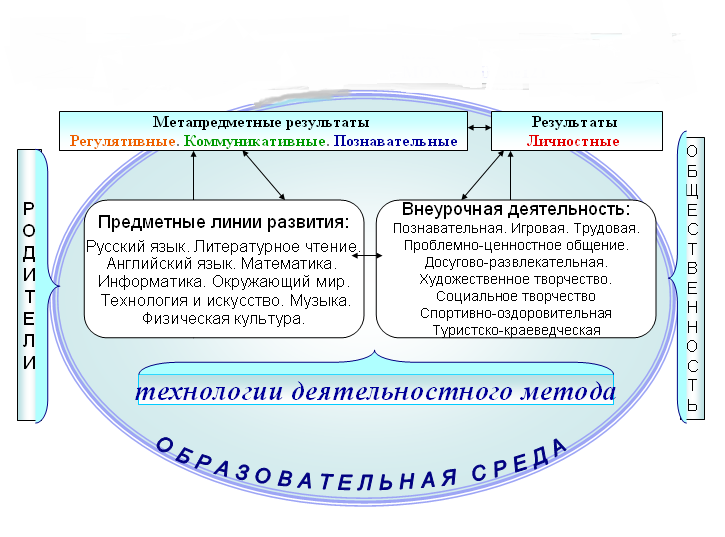 Метапредметные результаты
Регулятивные. Коммуникативные. Познавательные
Результаты
Личностные
РОДИТЕЛИ
Предметные линии развития:
Русский язык. Литературное чтение.
Английский язык. Математика.
Информатика. Окружающий мир.
Технология и искусство. Музыка.
Физическая культура.
Внеурочная деятельность:
Познавательная. Игровая. Трудовая.
Проблемно-ценностное общение.
Досугово-развлекательная.
Художественное творчество.
Социальное творчество
Спортивно-оздоровительная
Туристско-краеведческая
ОБЩЕСТВЕННОСТЬ
технологии деятельностного метода
ОБРАЗОВАТЕЛЬНАЯ СРЕДА